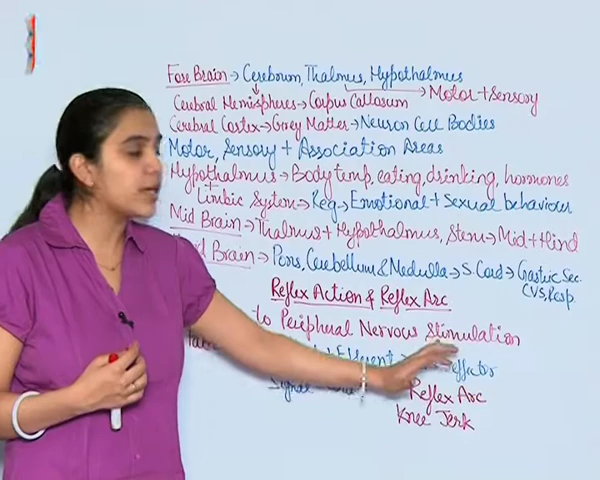 Fore Brain → Cerebrum, Thalmus, Hypothalmus
→ Motor + Sensory
Cerebral Hemispheres → Corpus Callosum
Cerebral Cortex → Grey Matter → Neuron Cell Bodies
Motor, Sensory + Association Areas
Hypothalmus → Body temp, eating, drinking, hormones
+
Limbic System → Reg → Emotional + Sexual behaviour
Mid Brain → Thalmus + Hypothalmus, Stem → Mid + Hind
Brain → Pons, Cerebellum & Medulla → S. Cord → Gastric Sec.
CVS, Resp.
Reflex Action & Reflex Arc
to Peripheral Nervous Stimulation
effector
Reflex Arc
Knee Jerk